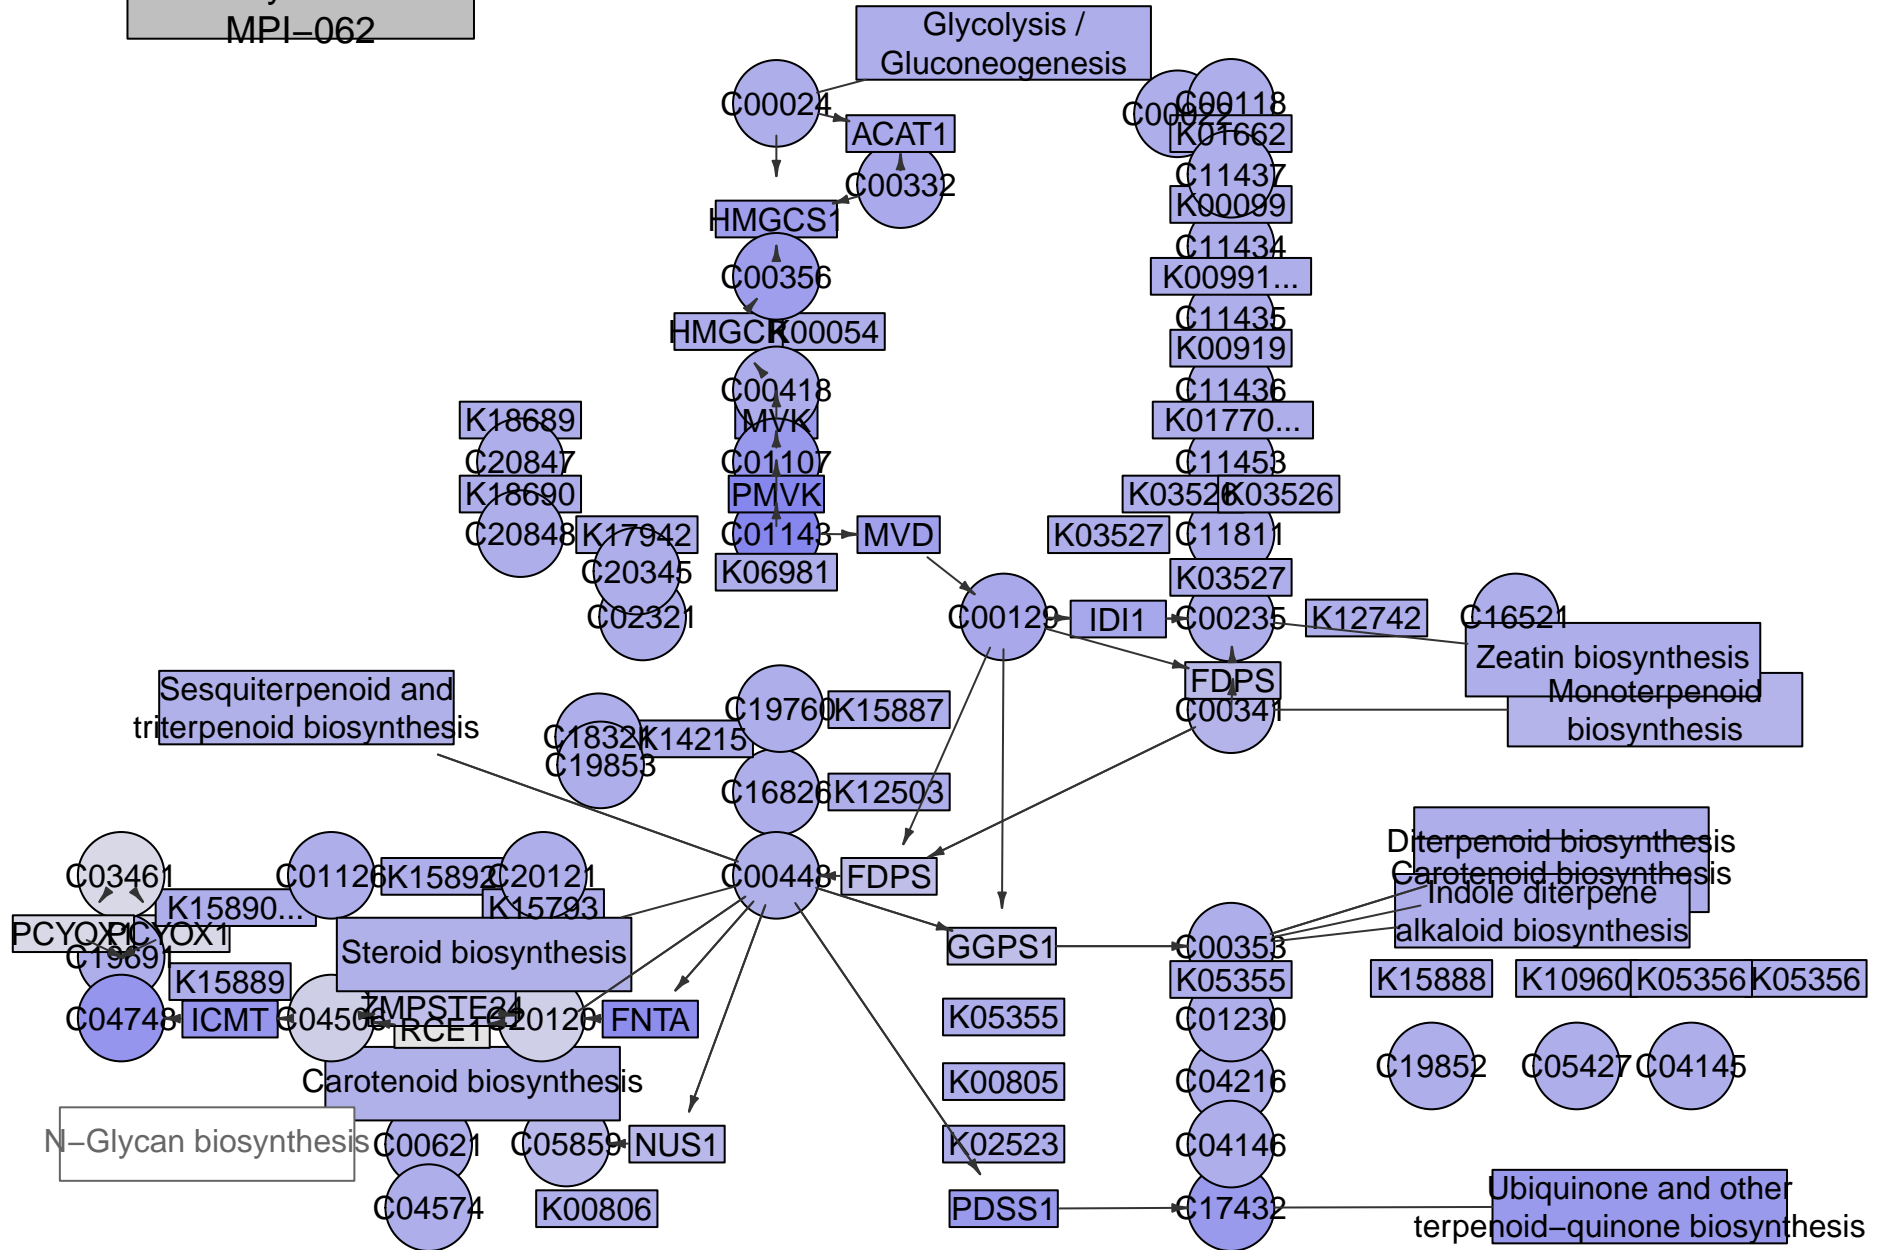 MPI−062
Glycolysis /
Gluconeogenesis
C00024
C00022
C00118
ACAT1
K01662
C00332
C11437
HMGCS1
K00099
C11434
C00356
K00991...
C11435
HMGCR
K00054
K00919
C00418
C11436
K18689
MVK
K01770...
C20847
C01107
C11453
K18690
PMVK
K03526
K03526
C20848
K17942
C01143
MVD
K03527
C11811
C20345
K06981
K03527
C02321
C00129
IDI1
C00235
K12742
C16521
Zeatin biosynthesis
FDPS
Sesquiterpenoid and
triterpenoid biosynthesis
Monoterpenoid
biosynthesis
C19760
K15887
C00341
C18321
K14215
C19853
C16826
K12503
Diterpenoid biosynthesis
Carotenoid biosynthesis
C03461
C01126
K15892
C20121
C00448
FDPS
Indole diterpene
alkaloid biosynthesis
K15890...
K15793
PCYOX1
PCYOX1
C19691
Steroid biosynthesis
GGPS1
C00353
K15889
K05355
K15888
K10960
K05356
K05356
C04748
ICMT
C04506
ZMPSTE24
RCE1
C20120
FNTA
K05355
C01230
C19852
C05427
C04145
Carotenoid biosynthesis
K00805
C04216
N−Glycan biosynthesis
C00621
C05859
NUS1
K02523
C04146
C04574
K00806
PDSS1
C17432
Ubiquinone and other
terpenoid−quinone biosynthesis